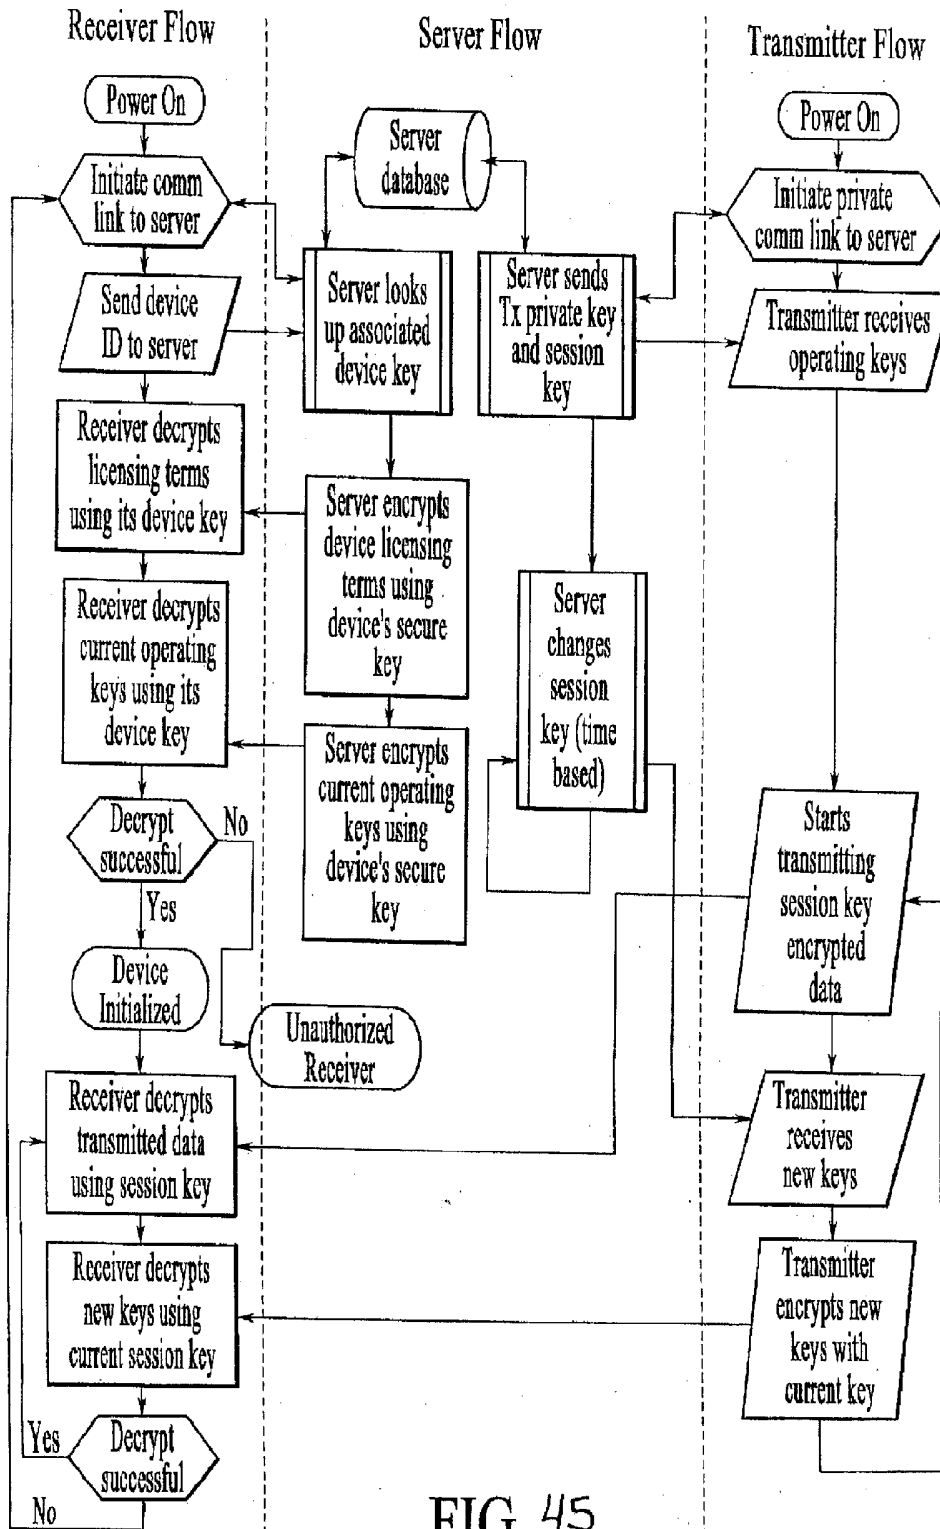 Receiver Flow
Server Flow
Transmitter Flow
Power On
Initiate comm
link to server
Send device
ID to server
Receiver decrypts
licensing terms
using its device key
Receiver decrypts
current operating
keys using its
device key
Decrypt
successful
No
Yes
Device
Initialized
Unauthorized
Receiver
Receiver decrypts
transmitted data
using session key
Receiver decrypts
new keys using
current session key
Yes
Decrypt
successful
No
Server
database
Server looks
up associated
device key
Server encrypts
device licensing
terms using
device's secure
key
Server encrypts
current operating
keys using
device's secure
key
Server sends
Tx private key
and session
key
Server
changes
session
key (time
based)
Power On
Initiate private
comm link to server
Transmitter receives
operating keys
Starts
transmitting
session key
encrypted
data
Transmitter
receives
new keys
Transmitter
encrypts new
keys with
current key
FIG. 45